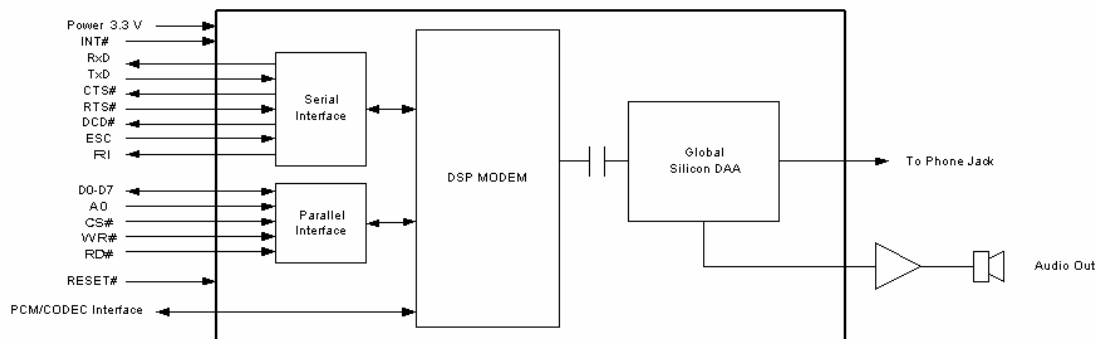 Power 3.3 V
INT#
RxD
TxD
CTS#
RTS#
DCD#
ESC
RI
D0-D7
A0
CS#
WR#
RD#
RESET#
PCM/CODEC Interface
Serial
Interface
Parallel
Interface
DSP MODEM
Global
Silicon DAA
To Phone Jack
Audio Out